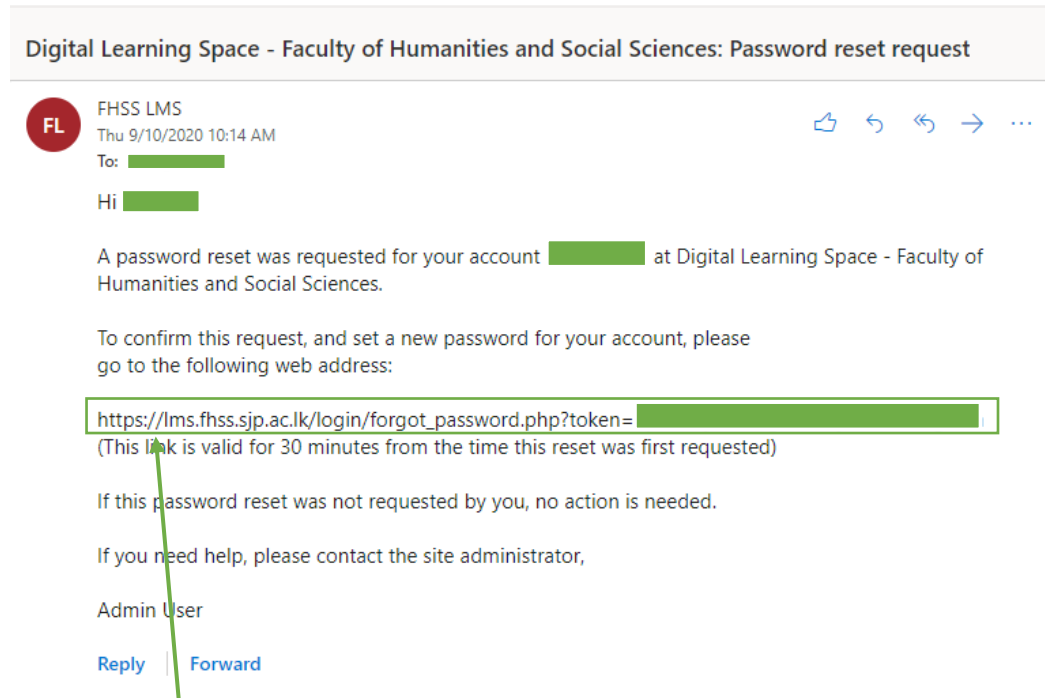 Digital Learning Space - Faculty of Humanities and Social Sciences: Password reset request
FL
FHSS LMS
Thu 9/10/2020 10:14 AM
To:
Hi
A password reset was requested for your account at Digital Learning Space - Faculty of
Humanities and Social Sciences.
To confirm this request, and set a new password for your account, please
go to the following web address:
https://lms.fhss.sjp.ac.lk/login/forgot_password.php?token=
(This link is valid for 30 minutes from the time this reset was first requested)
If this password reset was not requested by you, no action is needed.
If you need help, please contact the site administrator,
Admin User
Reply Forward